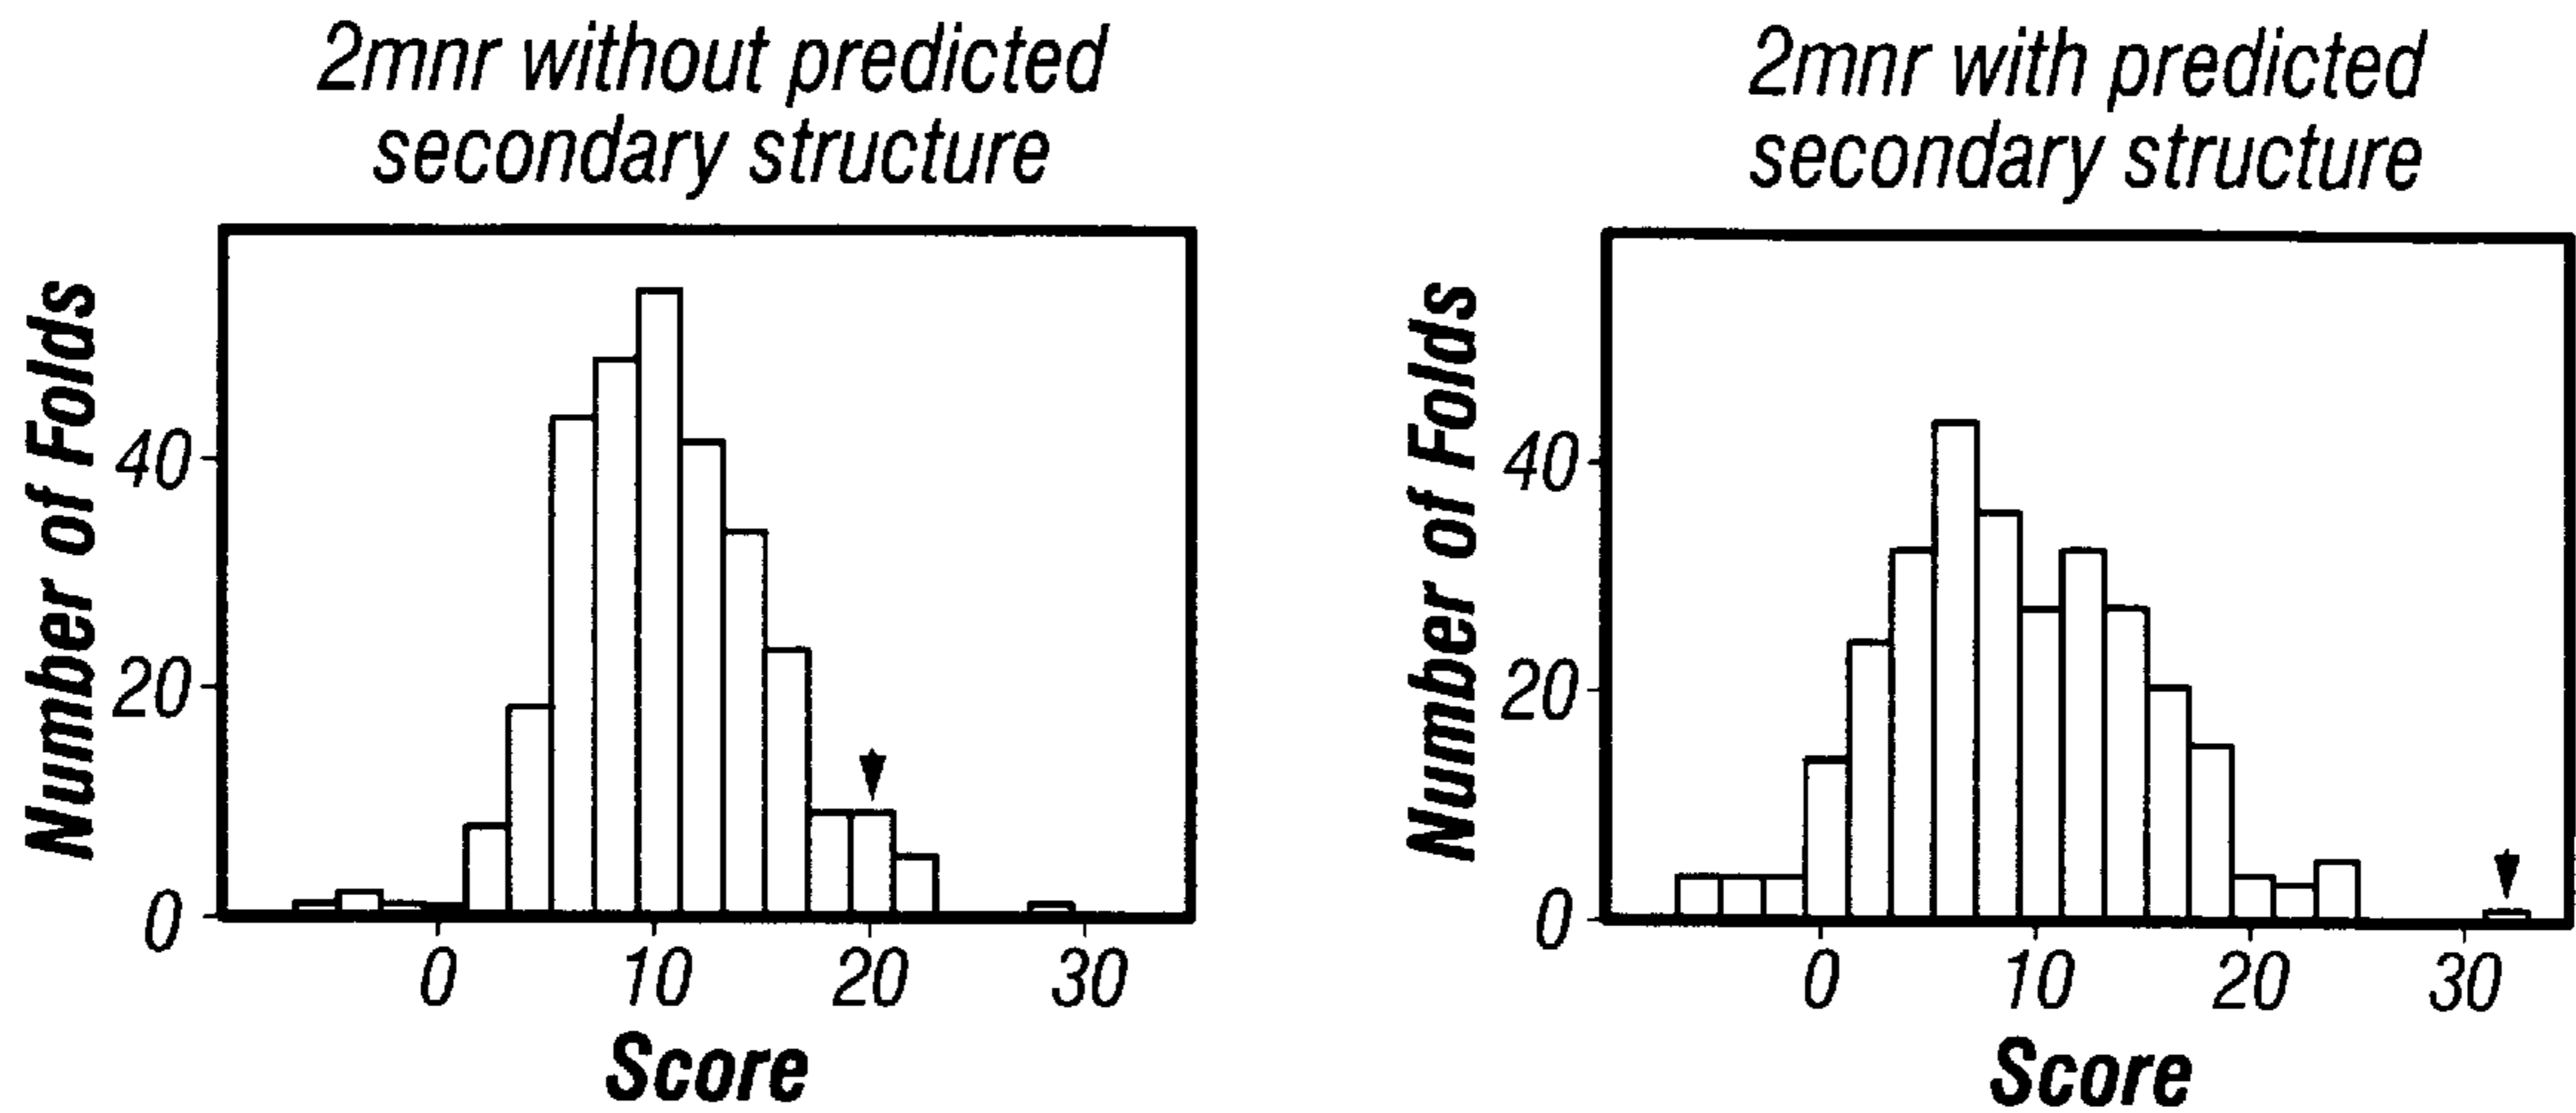 2mnr without predicted
secondary structure
Number of Folds
40
20
0
0 10 20 30
Score
2mnr with predicted
secondary structure
Number of Folds
40
20
0
0 10 20 30
Score